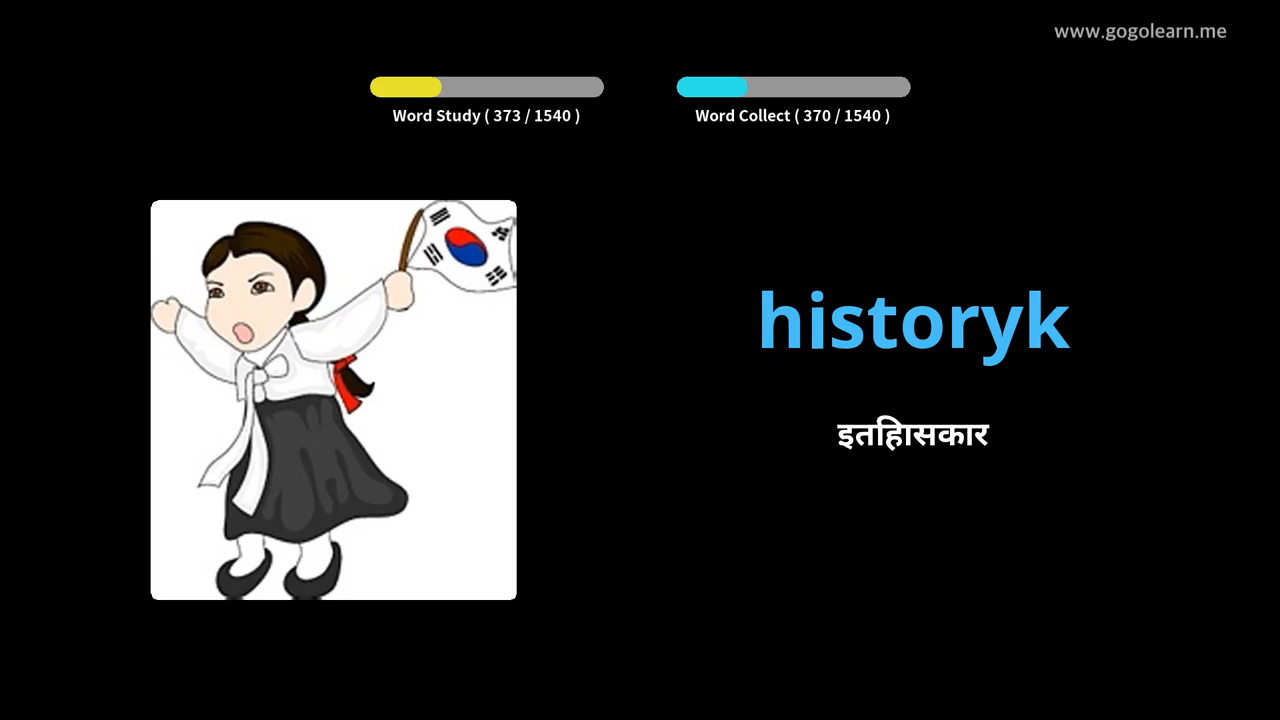 www.gogolearn.me
Word Study ( 373 / 1540 )
Word Collect ( 370 / 1540 )
historyk
इतिहासकार